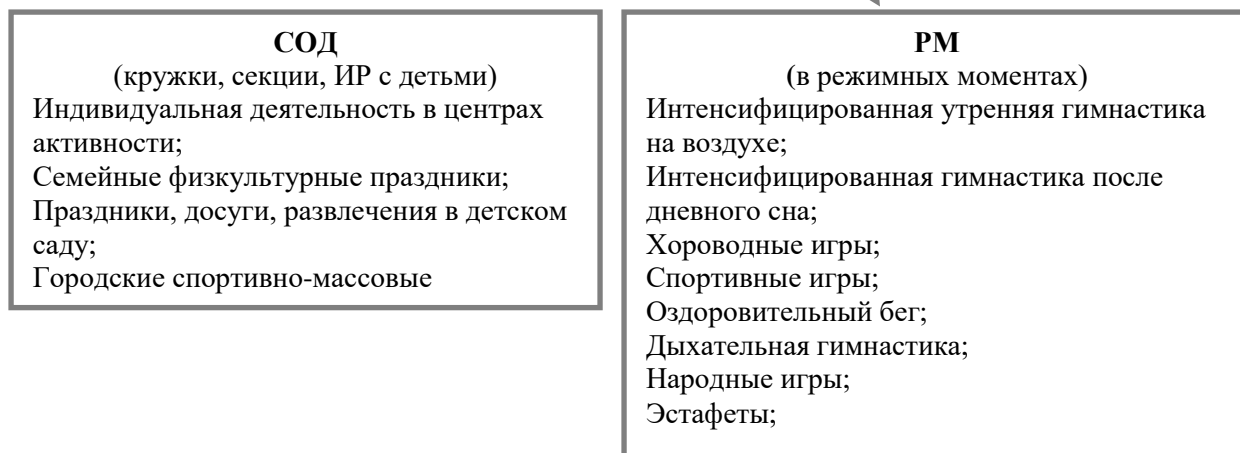 СОД
(кружки, секции, ИР с детьми)
Индивидуальная деятельность в центрах
активности;
Семейные физкультурные праздники;
Праздники, досуги, развлечения в детском
саду;
Городские спортивно-массовые
РМ
(в режимных моментах)
Интенсифицированная утренняя гимнастика
на воздухе;
Интенсифицированная гимнастика после
дневного сна;
Хороводные игры;
Спортивные игры;
Оздоровительный бег;
Дыхательная гимнастика;
Народные игры;
Эстафеты;